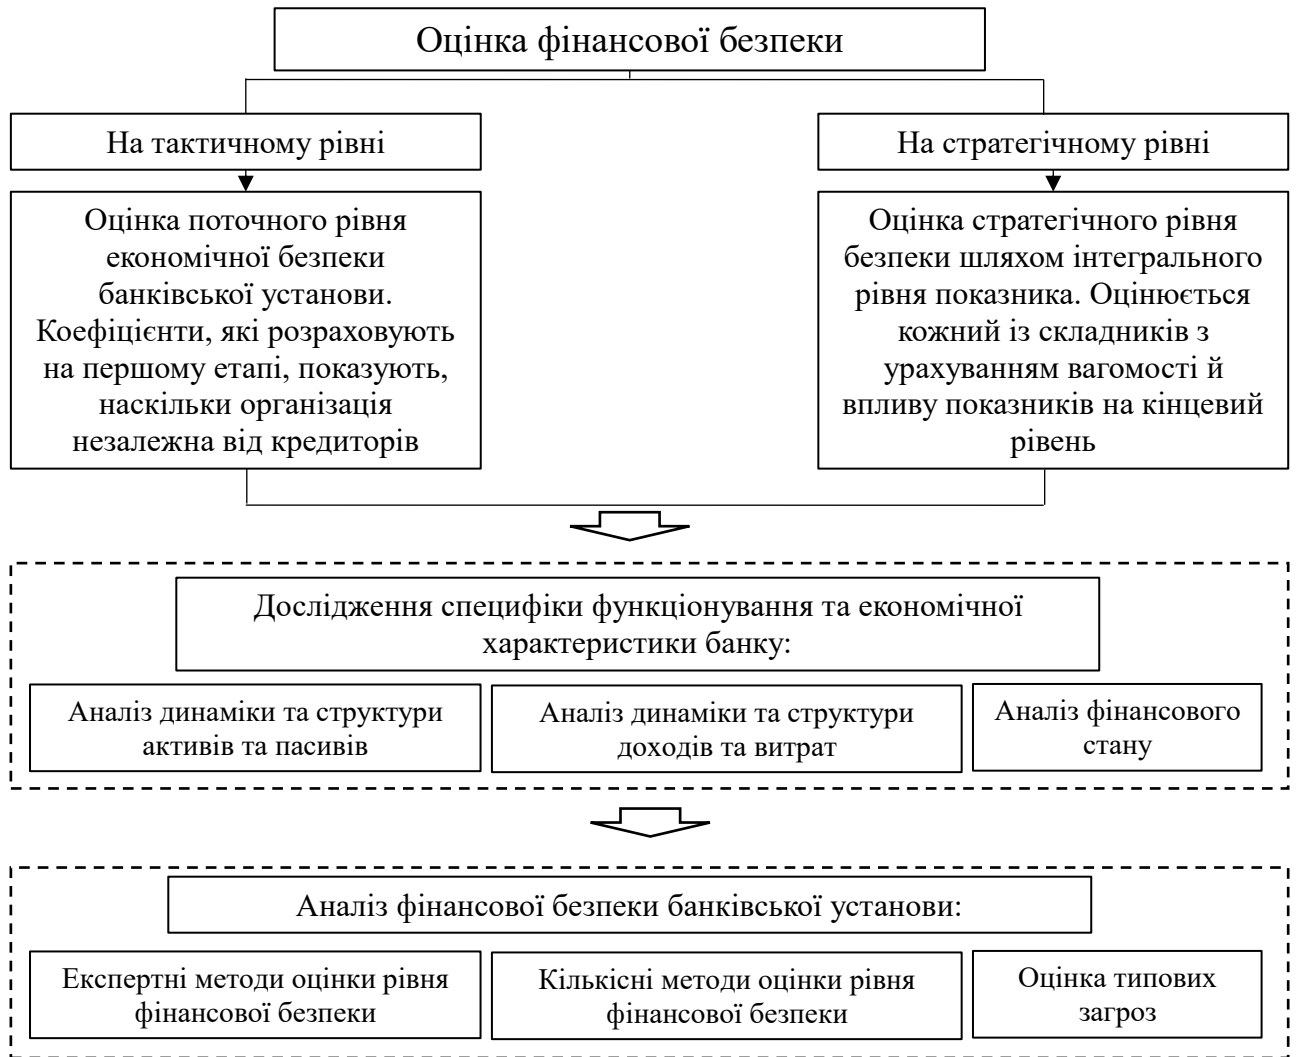 Оцінка фінансової безпеки
На тактичному рівні
На стратегічному рівні
Оцінка поточного рівня
економічної безпеки
банківської установи.
Коефіцієнти, які розраховують
на першому етапі, показують,
наскільки організація
незалежна від кредиторів
Оцінка стратегічного рівня
безпеки шляхом інтегрального
рівня показника. Оцінюється
кожний із складників з
урахуванням вагомості й
впливу показників на кінцевий
рівень
Дослідження специфіки функціонування та економічної
характеристики банку:
Аналіз динаміки та структури
активів та пасивів
Аналіз динаміки та структури
доходів та витрат
Аналіз фінансового
стану
Аналіз фінансової безпеки банківської установи:
Експертні методи оцінки рівня
фінансової безпеки
Кількісні методи оцінки рівня
фінансової безпеки
Оцінка типових
загроз